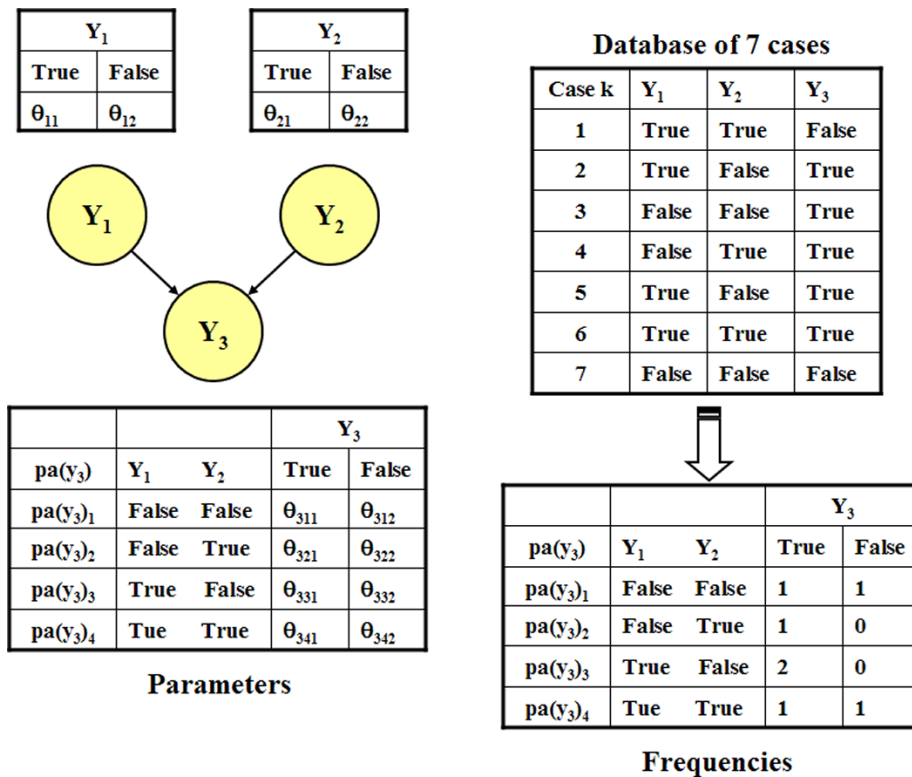 Y₁
True False
θ₁₁ θ₁₂
Y₂
True False
θ₂₁ θ₂₂
Y₁
Y₂
Y₃
Y₃
pa(y₃) Y₁ Y₂ True False
pa(y₃)₁ False False θ₃₁₁ θ₃₁₂
pa(y₃)₂ False True θ₃₂₁ θ₃₂₂
pa(y₃)₃ True False θ₃₃₁ θ₃₃₂
pa(y₃)₄ Tue True θ₃₄₁ θ₃₄₂
Parameters
Database of 7 cases
Case k Y₁ Y₂ Y₃
1 True True False
2 True False True
3 False False True
4 False True True
5 True False True
6 True True True
7 False False False
Y₃
pa(y₃) Y₁ Y₂ True False
pa(y₃)₁ False False 1 1
pa(y₃)₂ False True 1 0
pa(y₃)₃ True False 2 0
pa(y₃)₄ Tue True 1 1
Frequencies